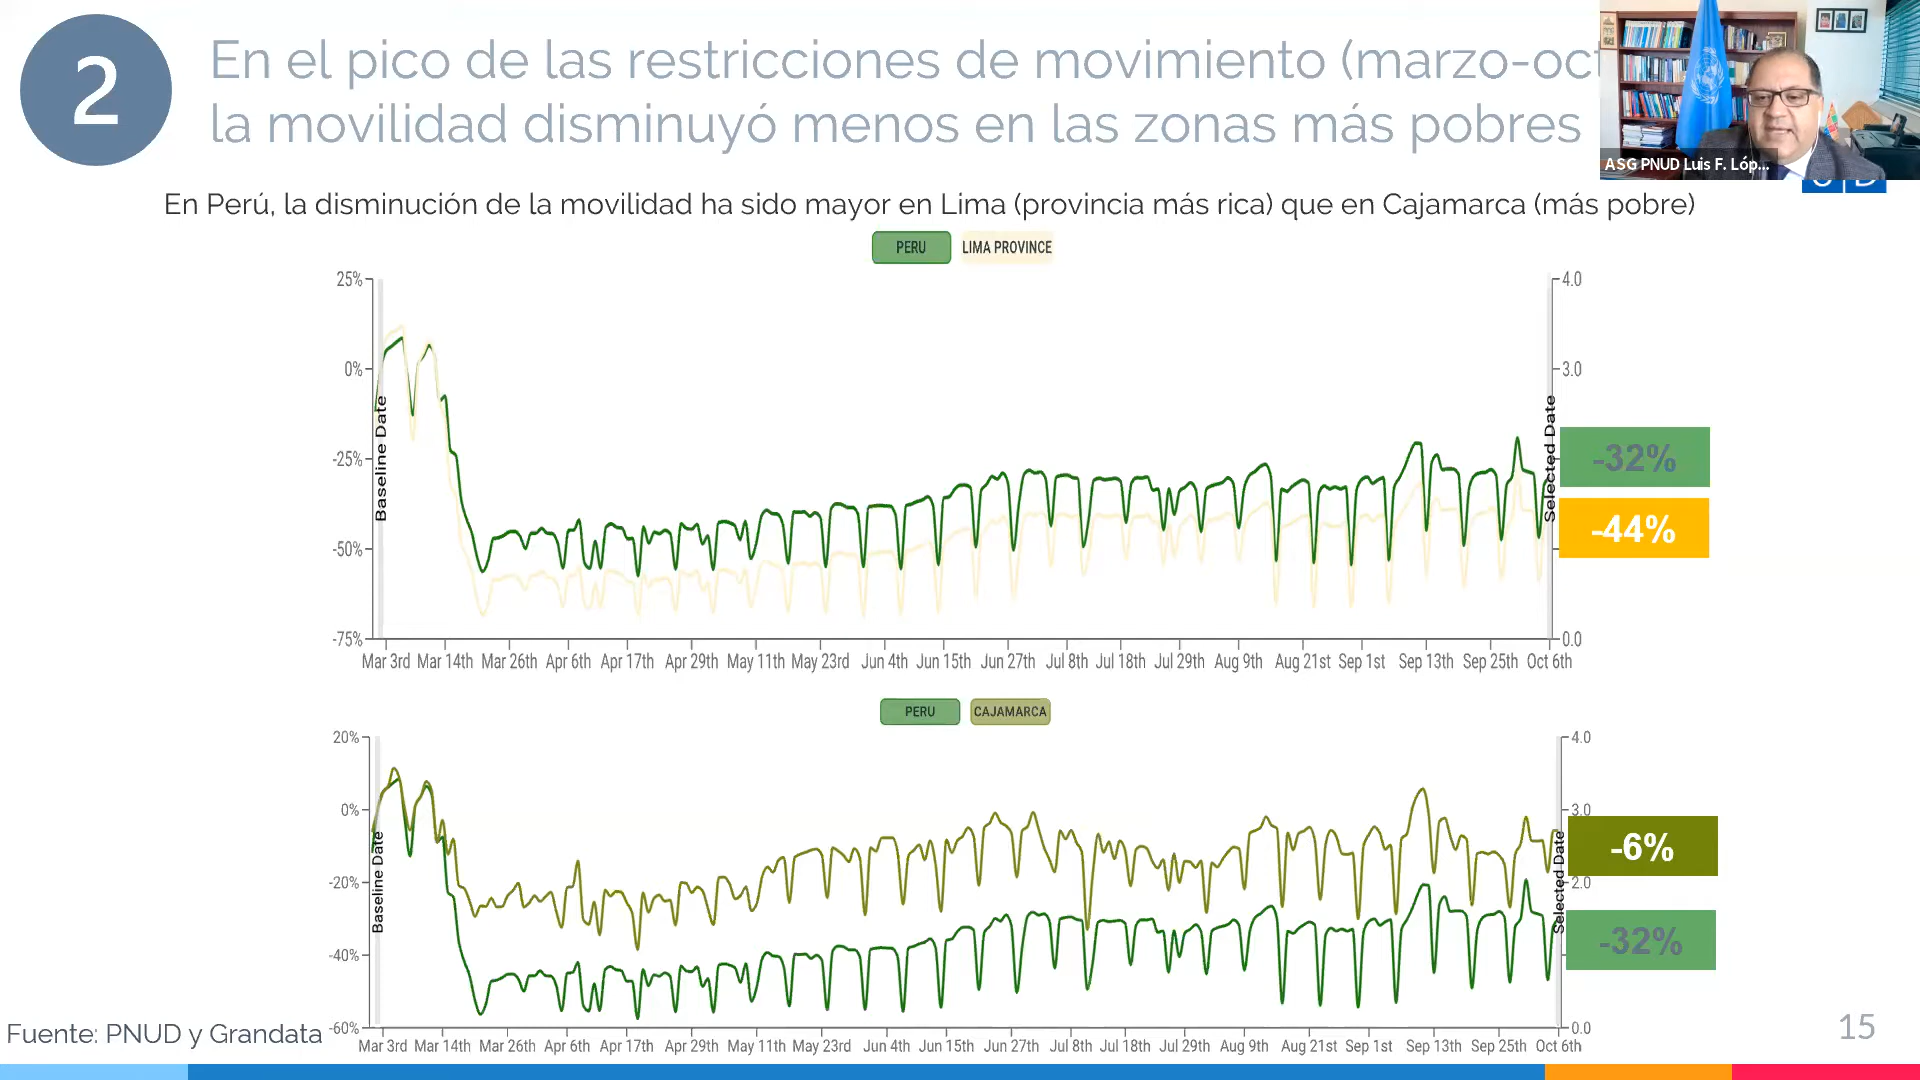 2
En el pico de las restricciones de movimiento (marzo-oct
la movilidad disminuyó menos en las zonas más pobres
ASG PNUD Luis F. Lóp...
En Perú, la disminución de la movilidad ha sido mayor en Lima (provincia más rica) que en Cajamarca (más pobre)
PERU LIMA PROVINCE
25% 4.0
0% 3.0
-25%
-50%
-75% 0.0
Baseline Date
Selected Date
-32%
-44%
Mar 3rd Mar 14th Mar 26th Apr 6th Apr 17th Apr 29th May 11th May 23rd Jun 4th Jun 15th Jun 27th Jul 8th Jul 18th Jul 29th Aug 9th Aug 21st Sep 1st Sep 13th Sep 25th Oct 6th
PERU CAJAMARCA
20% 4.0
0% 3.0
-20% 2.0
-40%
-60% 0.0
Baseline Date
Selected Date
-6%
-32%
Mar 3rd Mar 14th Mar 26th Apr 6th Apr 17th Apr 29th May 11th May 23rd Jun 4th Jun 15th Jun 27th Jul 8th Jul 18th Jul 29th Aug 9th Aug 21st Sep 1st Sep 13th Sep 25th Oct 6th
Fuente: PNUD y Grandata
15